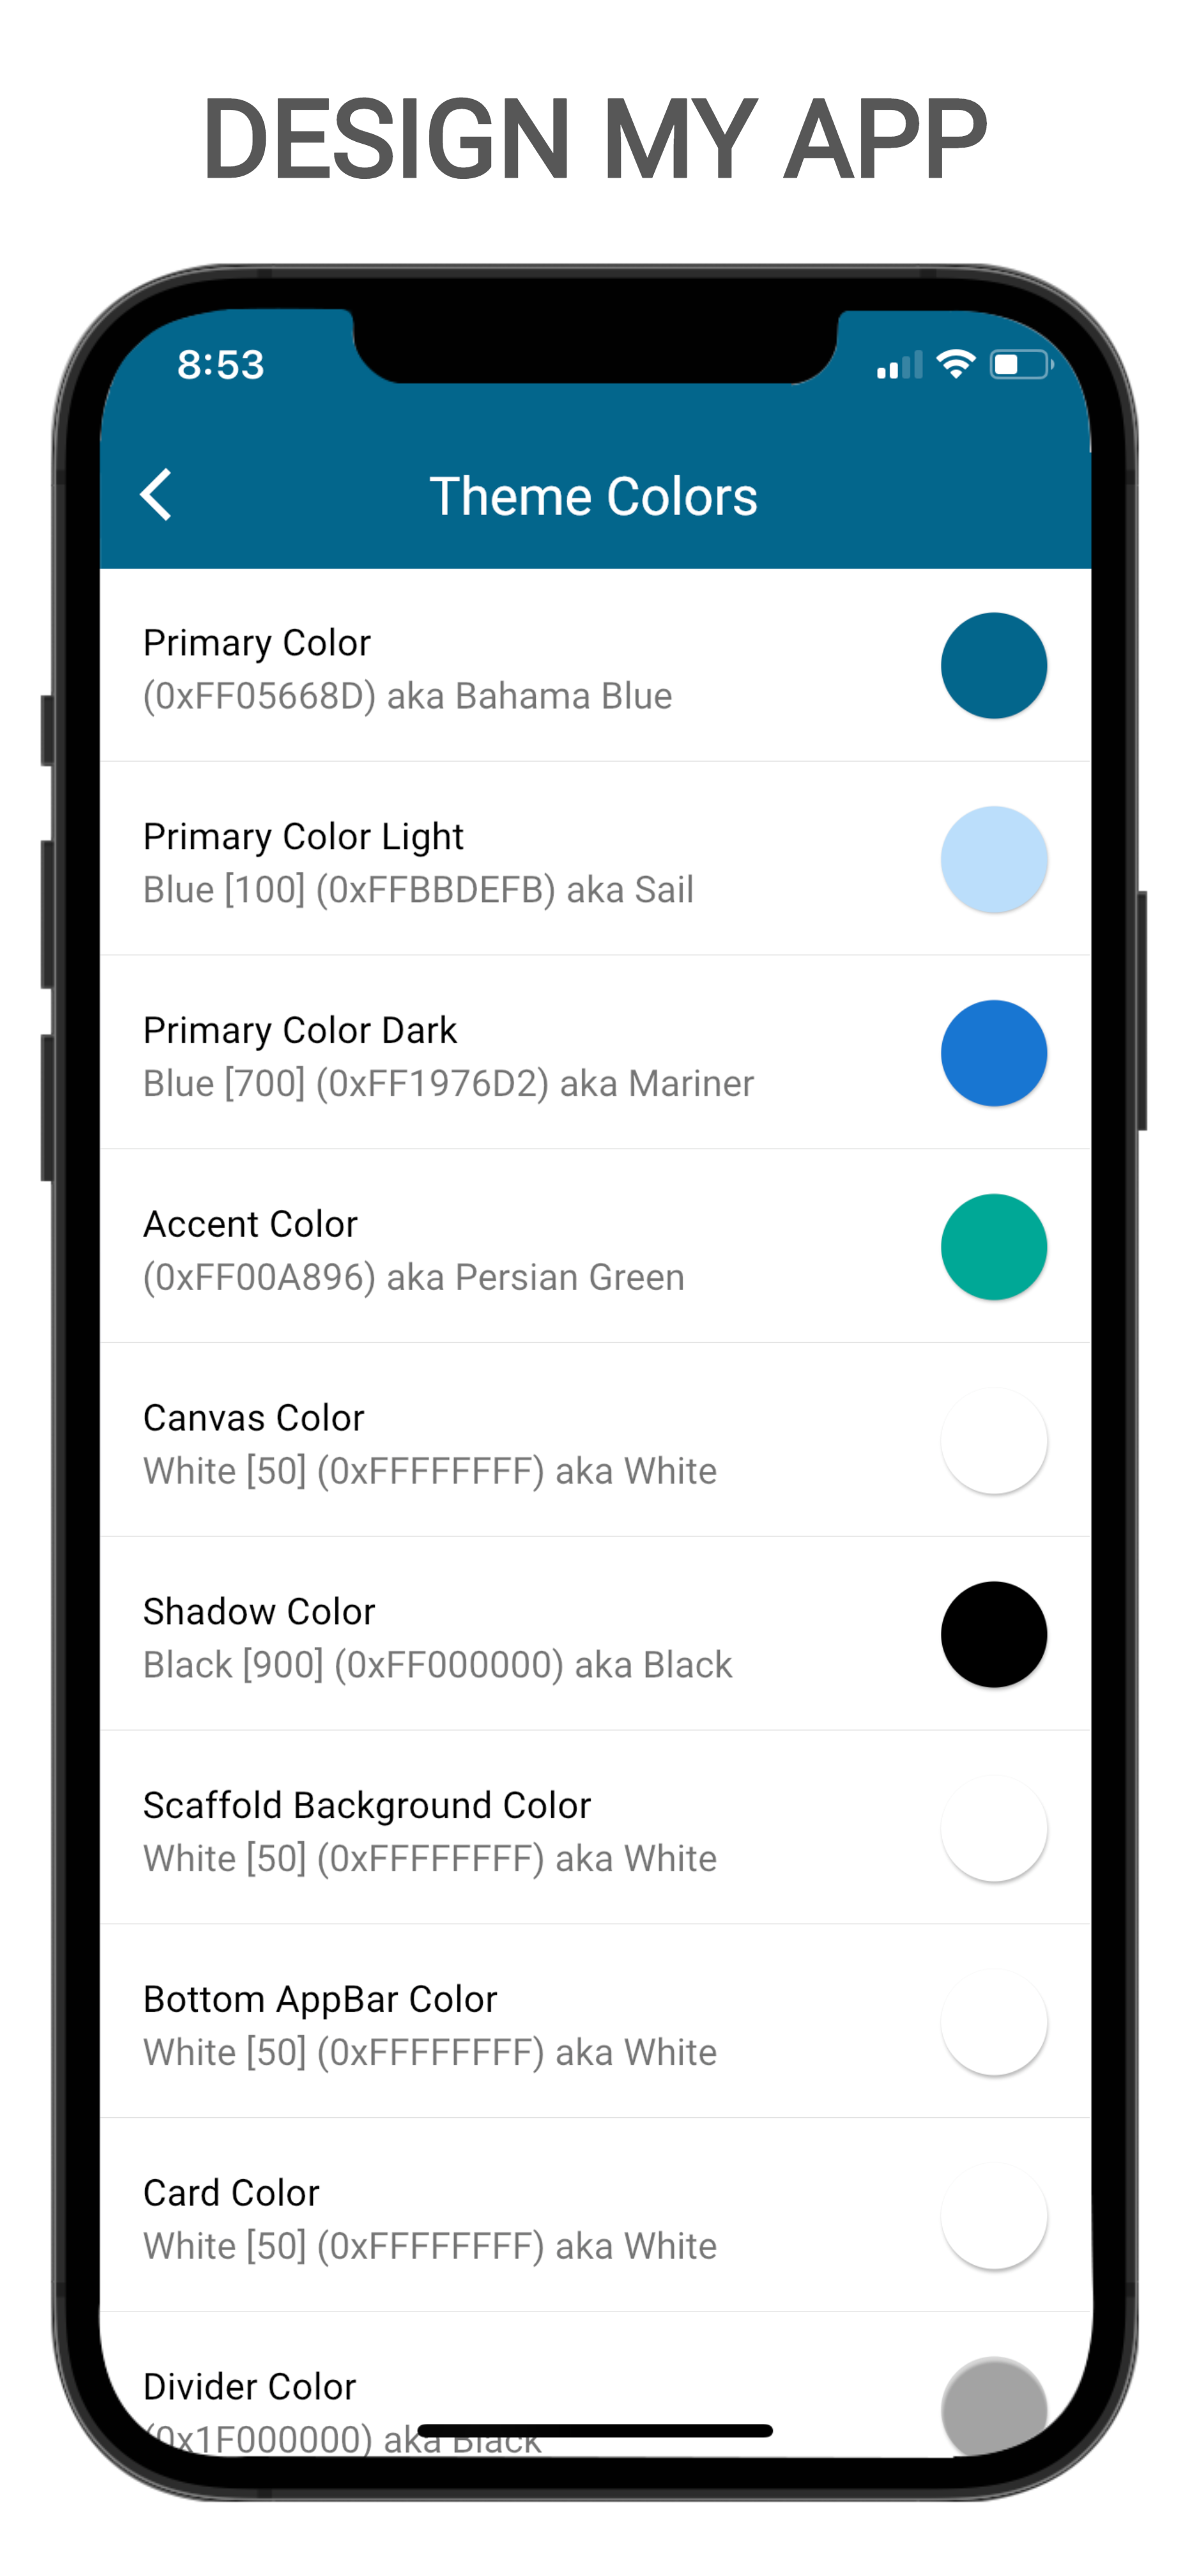 DESIGN MY APP
8:53
Theme Colors
Primary Color
(0xFF05668D) aka Bahama Blue
Primary Color Light
Blue [100] (0xFFBBDEFB) aka Sail
Primary Color Dark
Blue [700] (0xFF1976D2) aka Mariner
Accent Color
(0xFF00A896) aka Persian Green
Canvas Color
White [50] (0xFFFFFFFF) aka White
Shadow Color
Black [900] (0xFF000000) aka Black
Scaffold Background Color
White [50] (0xFFFFFFFF) aka White
Bottom AppBar Color
White [50] (0xFFFFFFFF) aka White
Card Color
White [50] (0xFFFFFFFF) aka White
Divider Color
(0x1F000000) aka Black